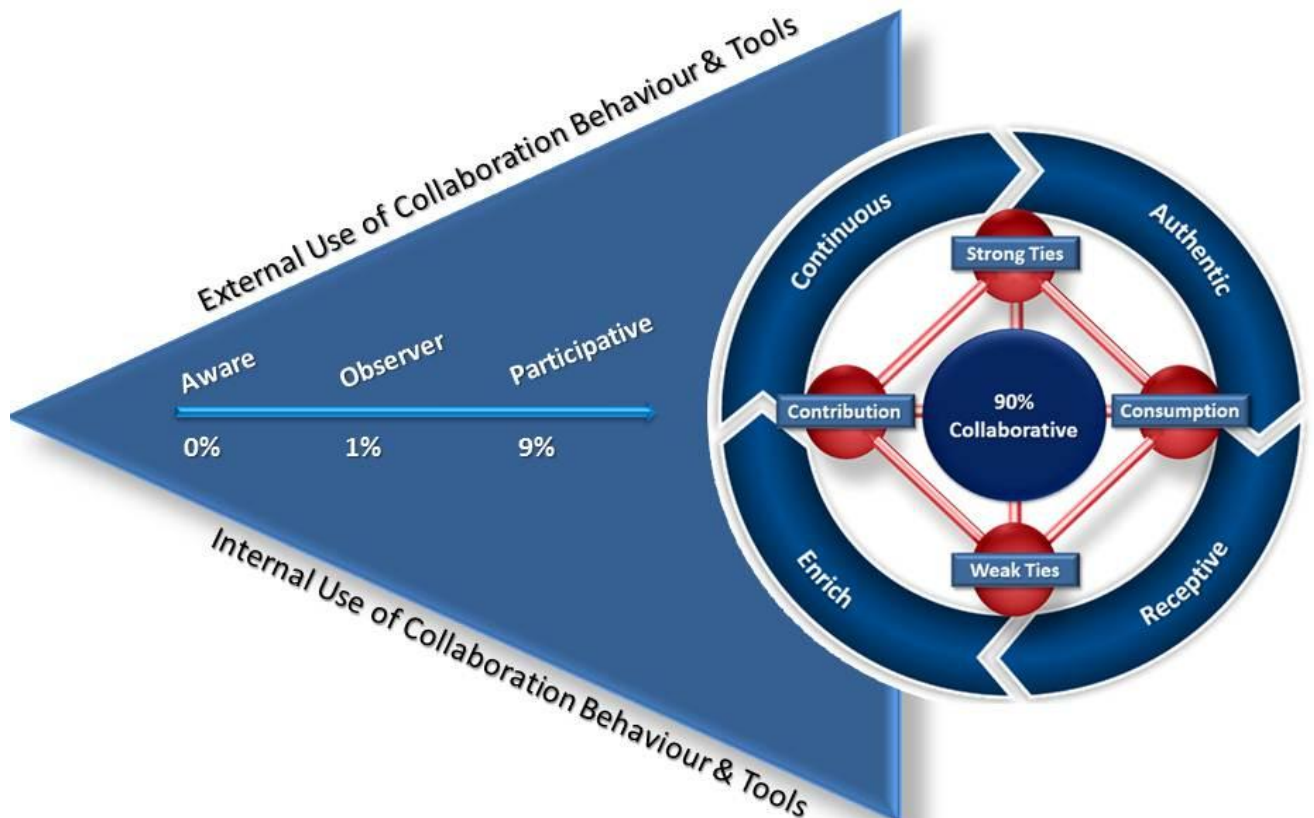 External Use of Collaboration Behaviour & Tools
Aware
Observer
Participative
0%
1%
9%
Internal Use of Collaboration Behaviour & Tools
Continuous
Authentic
Strong Ties
Contribution
90%
Collaborative
Consumption
Weak Ties
Enrich
Receptive